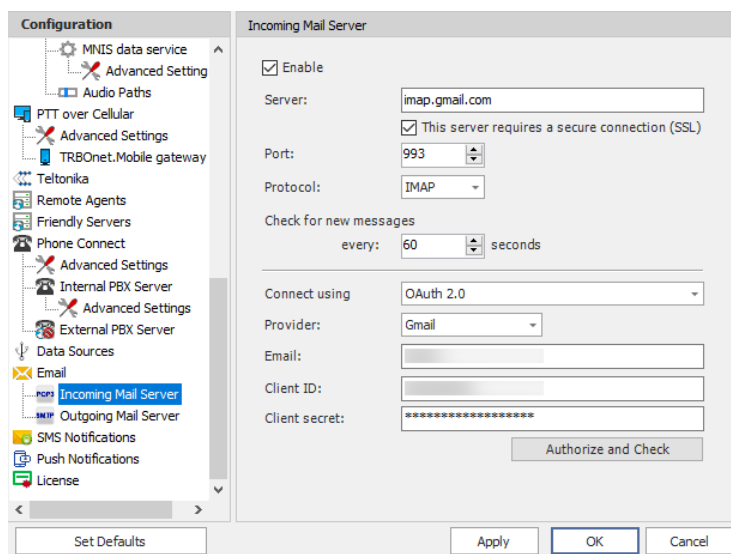 Configuration
MNIS data service
Advanced Setting
Audio Paths
PTT over Cellular
Advanced Settings
TRBOnet.Mobile gateway
Teltonika
Remote Agents
Friendly Servers
Phone Connect
Advanced Settings
Internal PBX Server
Advanced Settings
External PBX Server
Data Sources
Email
POP3 Incoming Mail Server
SMTP Outgoing Mail Server
SMS Notifications
Push Notifications
License
Set Defaults
Incoming Mail Server
Enable
Server: imap.gmail.com
This server requires a secure connection (SSL)
Port: 993
Protocol: IMAP
Check for new messages
every: 60 seconds
Connect using OAuth 2.0
Provider: Gmail
Email:
Client ID:
Client secret: ******************
Authorize and Check
Apply OK Cancel